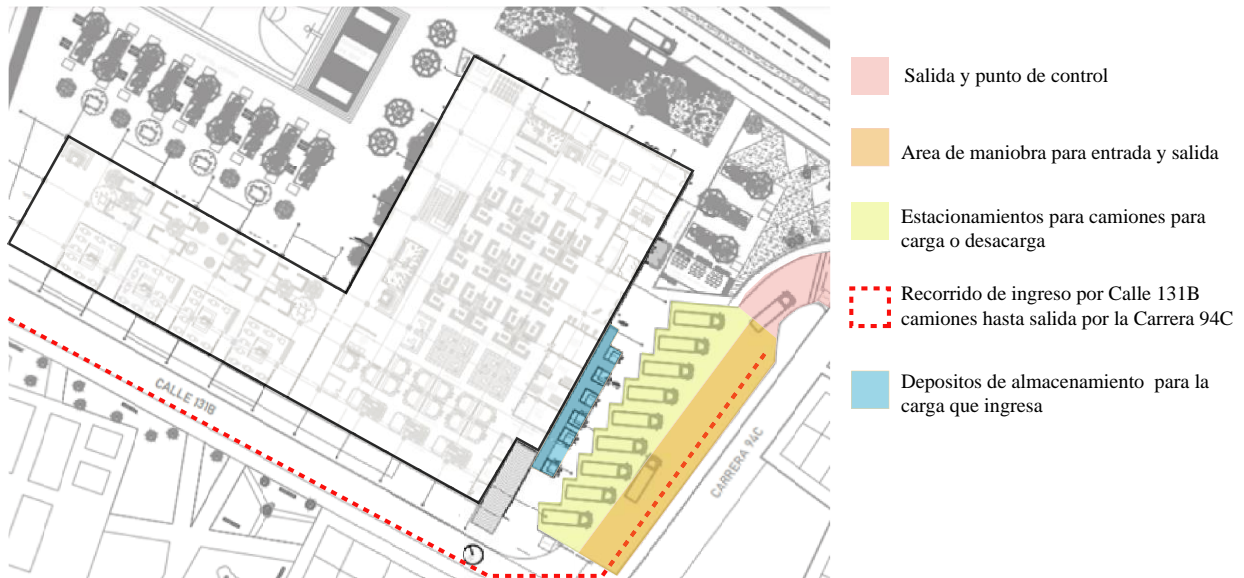 Salida y punto de control
Area de maniobra para entrada y salida
Estacionamientos para camiones para
carga o desacarga
Recorrido de ingreso por Calle 131B
camiones hasta salida por la Carrera 94C
Depositos de almacenamiento para la
carga que ingresa
CALLE 131B
CARRERA 94C